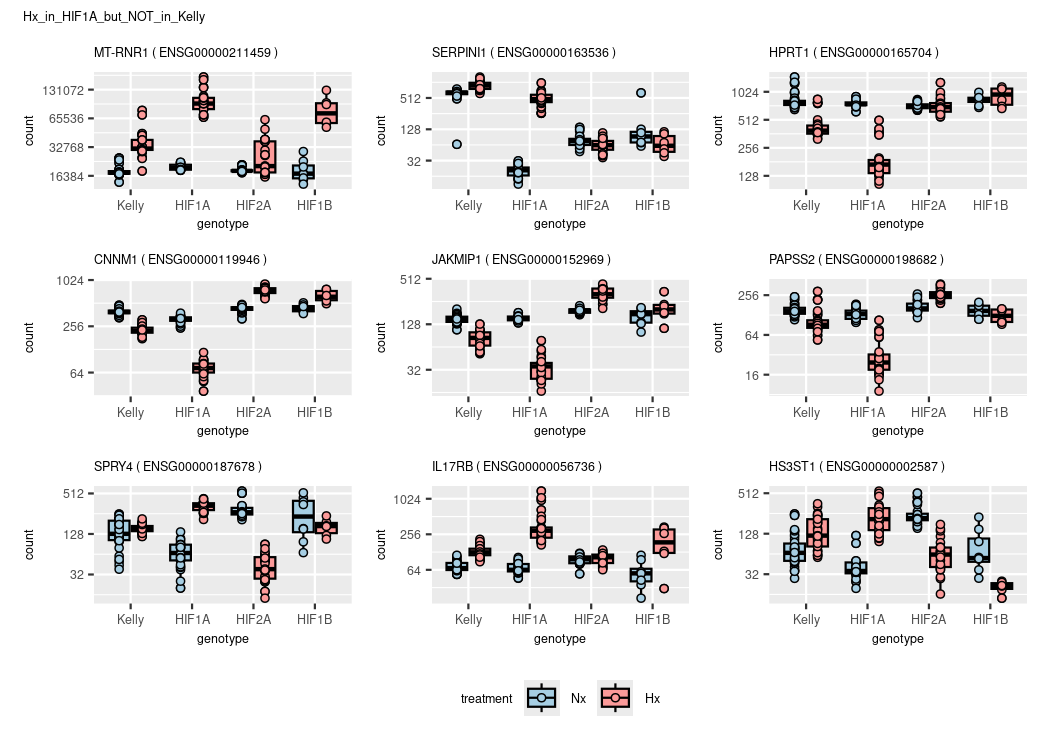 Hx_in_HIF1A_but_NOT_in_Kelly
MT-RNR1 ( ENSG00000211459 )
SERPINI1 ( ENSG00000163536 )
HPRT1 ( ENSG00000165704 )
count
131072
65536
32768
16384
Kelly HIF1A HIF2A HIF1B
genotype
count
512
128
32
Kelly HIF1A HIF2A HIF1B
genotype
count
1024
512
256
128
Kelly HIF1A HIF2A HIF1B
genotype
CNNM1 ( ENSG00000119946 )
JAKMIP1 ( ENSG00000152969 )
PAPSS2 ( ENSG00000198682 )
count
1024
256
64
Kelly HIF1A HIF2A HIF1B
genotype
count
512
128
32
Kelly HIF1A HIF2A HIF1B
genotype
count
256
64
16
Kelly HIF1A HIF2A HIF1B
genotype
SPRY4 ( ENSG00000187678 )
IL17RB ( ENSG00000056736 )
HS3ST1 ( ENSG00000002587 )
count
512
128
32
Kelly HIF1A HIF2A HIF1B
genotype
count
1024
256
64
Kelly HIF1A HIF2A HIF1B
genotype
count
512
128
32
Kelly HIF1A HIF2A HIF1B
genotype
treatment Nx Hx